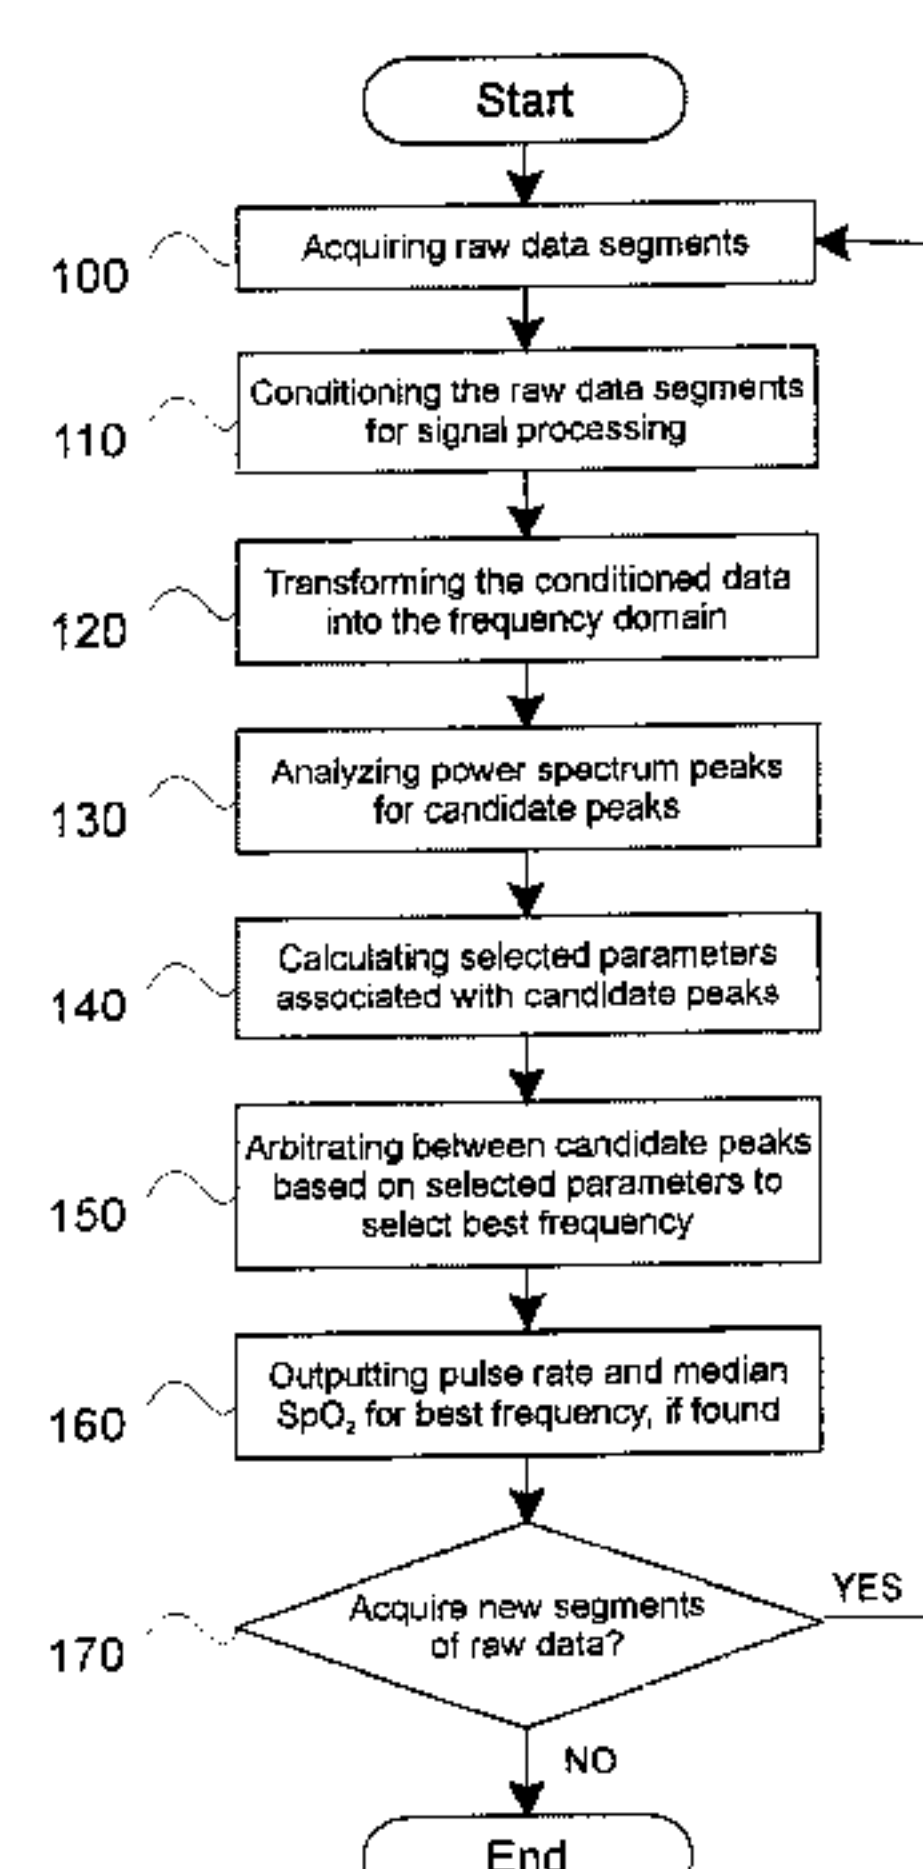 Start
100
Acquiring raw data segments
110
Conditioning the raw data segments
for signal processing
120
Transforming the conditioned data
into the frequency domain
130
Analyzing power spectrum peaks
for candidate peaks
140
Calculating selected parameters
associated with candidate peaks
150
Arbitrating between candidate peaks
based on selected parameters to
select best frequency
160
Outputting pulse rate and median
SpO₂ for best frequency, if found
170
Acquire new segments
of raw data?
YES
NO
End